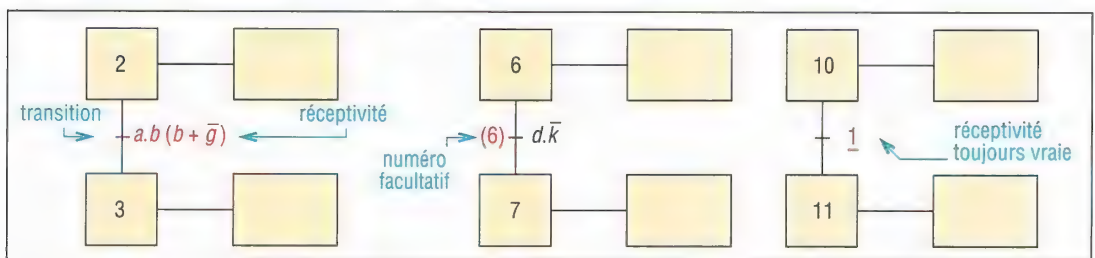 2
transition
a.b (b + g̅)
réceptivité
3
6
(6)
d.k̅
numéro
facultatif
7
10
1
réceptivité
toujours vraie
11